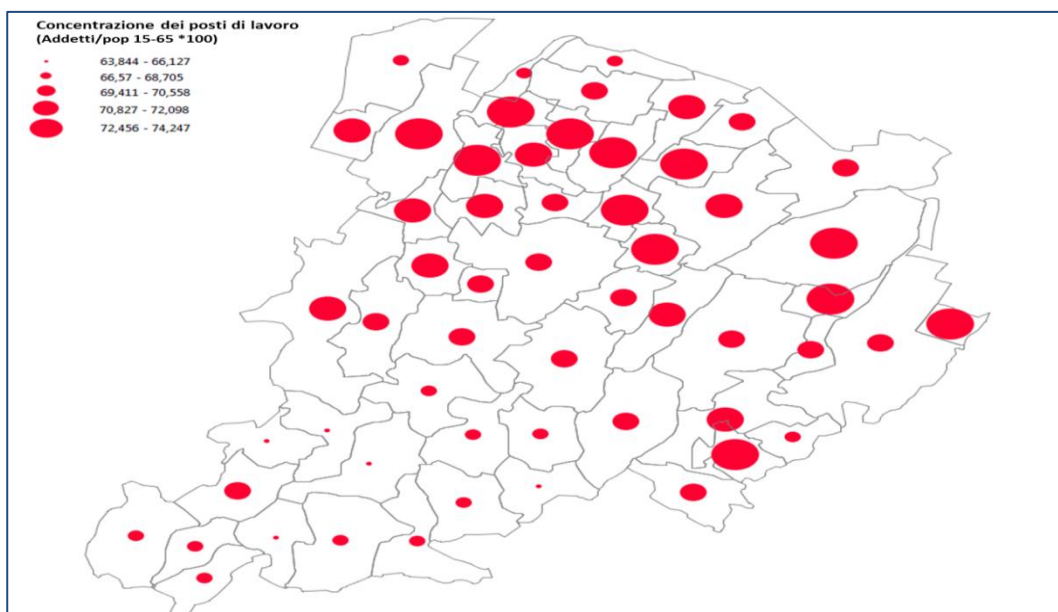 Concentrazione dei posti di lavoro
(Addetti/pop 15-65 *100)
63,844 - 66,127
66,57 - 68,705
69,411 - 70,558
70,827 - 72,098
72,456 - 74,247